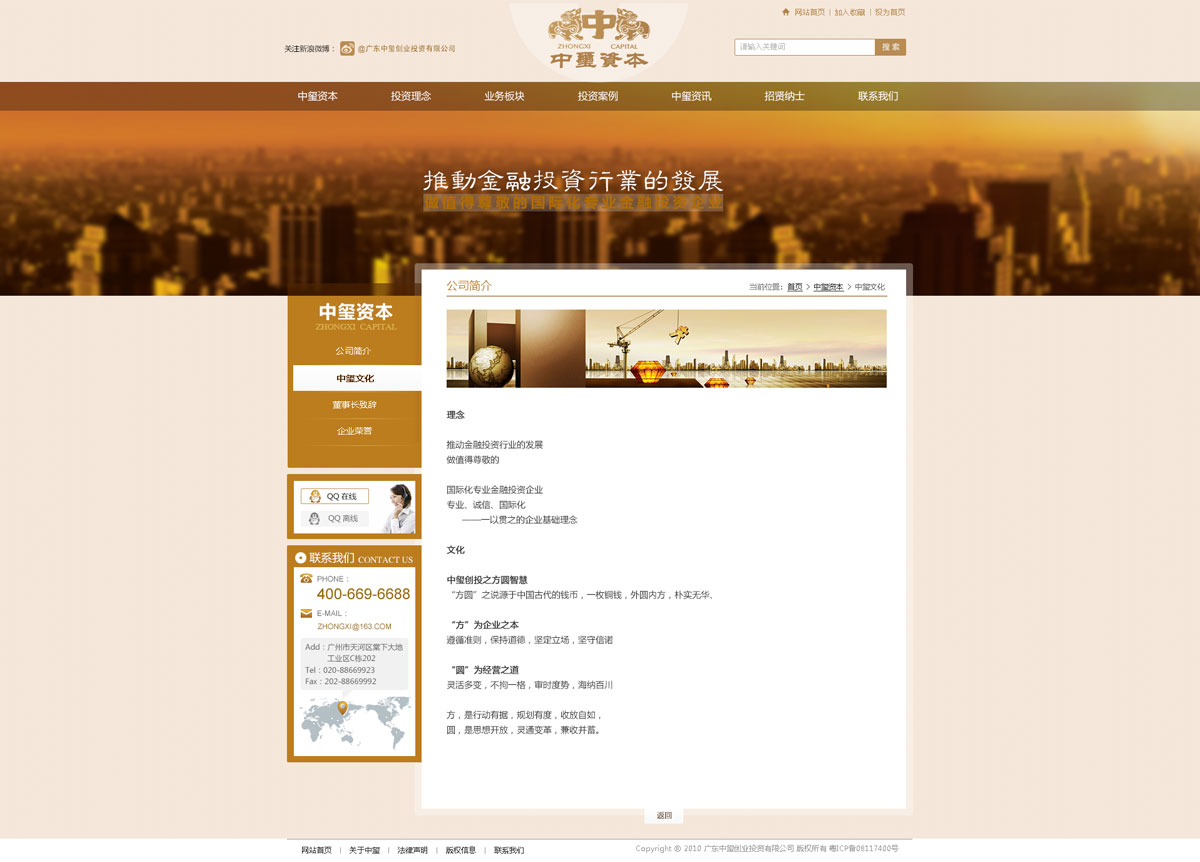 网站首页 | 加入收藏 | 设为首页
关注新浪微博：
@广东中玺创业投资有限公司
中
ZHONGXI CAPITAL
中璽资本
请输入关键词
搜 索
中玺资本 投资理念 业务板块 投资案例 中玺资讯 招贤纳士 联系我们
推動金融投資行業的發展
做值得尊敬的国际化专业金融投资企业
公司简介
当前位置：首页 > 中玺资本 > 中玺文化
中玺资本
ZHONGXI CAPITAL
公司简介
中玺文化
董事长致辞
企业荣誉
QQ 在线
QQ 离线
联系我们 CONTACT US
PHONE：
400-669-6688
E-MAIL：
ZHONGXI@163.COM
Add：广州市天河区棠下大地
工业区C栋202
Tel：020-88669923
Fax：202-88669992
理念
推动金融投资行业的发展
做值得尊敬的
国际化专业金融投资企业
专业、诚信、国际化
——一以贯之的企业基础理念
文化
中玺创投之方圆智慧
“方圆”之说源于中国古代的钱币，一枚铜钱，外圆内方，朴实无华、
“方”为企业之本
遵循准则，保持道德，坚定立场，坚守信诺
“圆”为经营之道
灵活多变，不拘一格，审时度势，海纳百川
方，是行动有据，规划有度，收放自如，
圆，是思想开放，灵通变革，兼收并蓄。
返回
网站首页 | 关于中玺 | 法律声明 | 版权信息 | 联系我们
Copyright © 2010 广东中玺创业投资有限公司 版权所有 粤ICP备06117400号